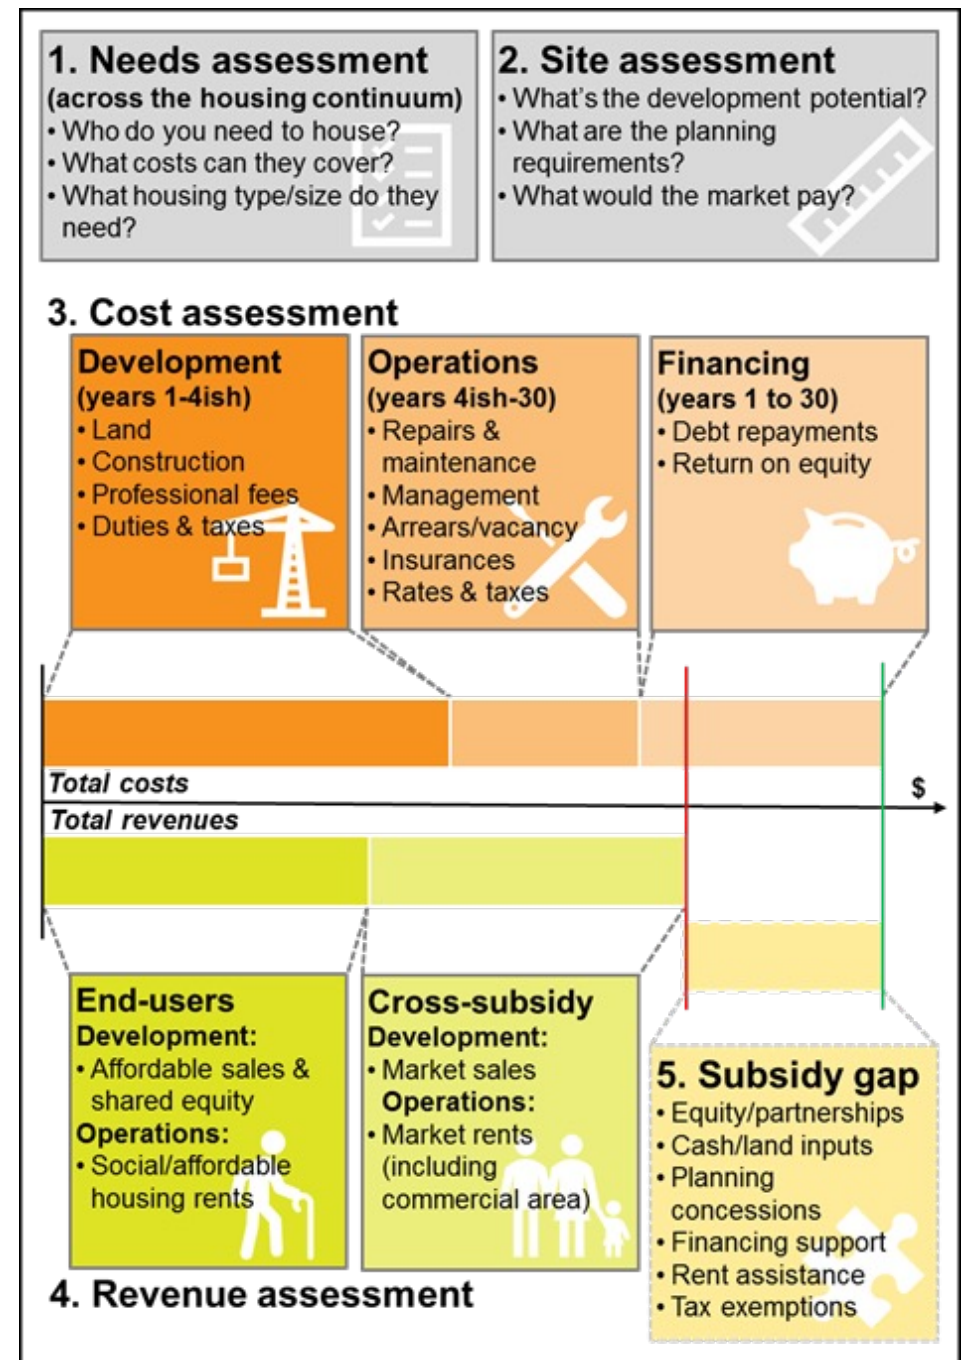 1. Needs assessment
(across the housing continuum)
• Who do you need to house?
• What costs can they cover?
• What housing type/size do they
need?
2. Site assessment
• What's the development potential?
• What are the planning
requirements?
• What would the market pay?
3. Cost assessment
Development
(years 1-4ish)
• Land
• Construction
• Professional fees
• Duties & taxes
Operations
(years 4ish-30)
• Repairs &
maintenance
• Management
• Arrears/vacancy
• Insurances
• Rates & taxes
Financing
(years 1 to 30)
• Debt repayments
• Return on equity
Total costs
$
Total revenues
End-users
Development:
• Affordable sales &
shared equity
Operations:
• Social/affordable
housing rents
Cross-subsidy
Development:
• Market sales
Operations:
• Market rents
(including
commercial area)
5. Subsidy gap
• Equity/partnerships
• Cash/land inputs
• Planning
concessions
• Financing support
• Rent assistance
• Tax exemptions
4. Revenue assessment